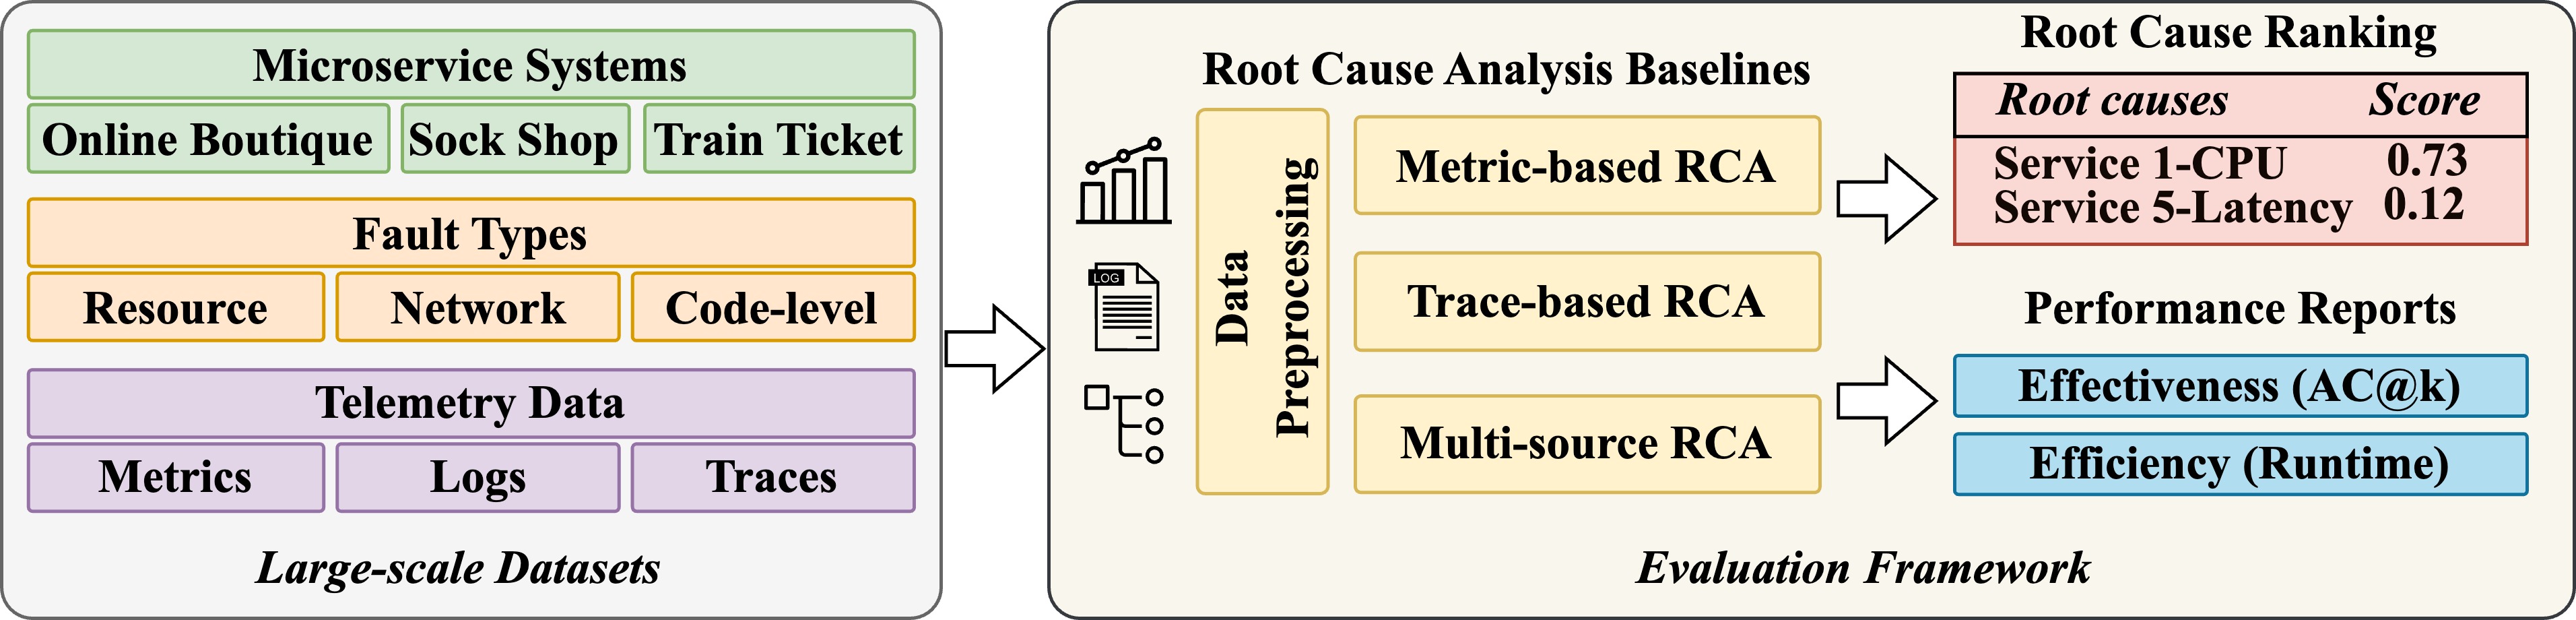 Microservice Systems
Online Boutique
Sock Shop
Train Ticket
Fault Types
Resource
Network
Code-level
Telemetry Data
Metrics
Logs
Traces
Large-scale Datasets
Root Cause Analysis Baselines
LOG
Data
Preprocessing
Metric-based RCA
Trace-based RCA
Multi-source RCA
Root Cause Ranking
Root causes Score
Service 1-CPU 0.73
Service 5-Latency 0.12
Performance Reports
Effectiveness (AC@k)
Efficiency (Runtime)
Evaluation Framework